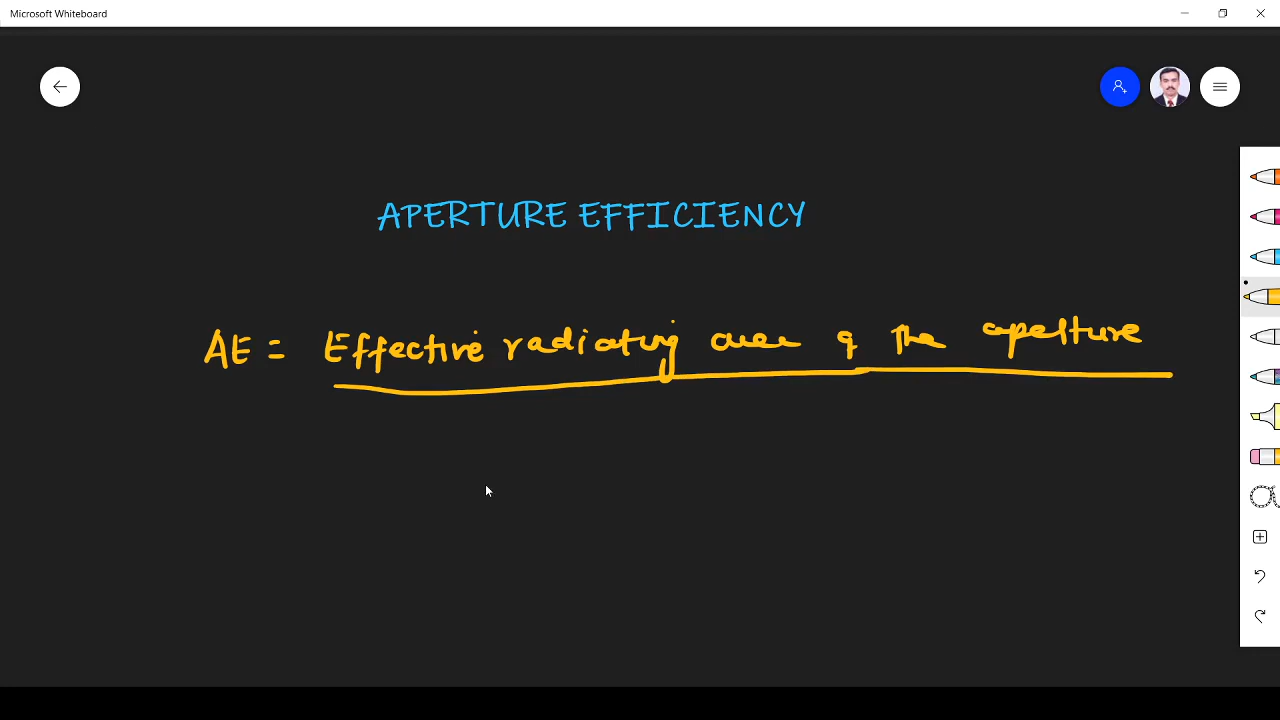 Microsoft Whiteboard
APERTURE EFFICIENCY
AE = Effective radiating area of the aperture